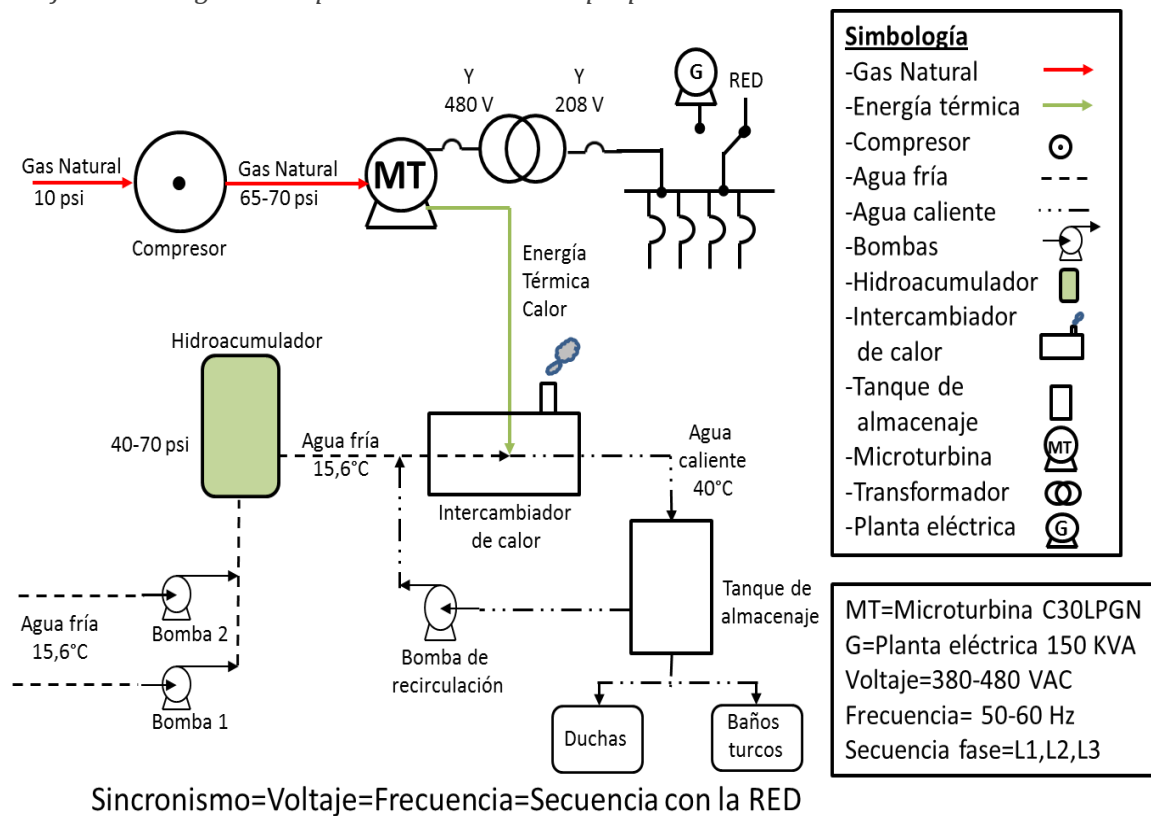 Y
480 V
Y
208 V
G
RED
Gas Natural
10 psi
Compresor
Gas Natural
65-70 psi
MT
Energía
Térmica
Calor
Hidroacumulador
40-70 psi
Agua fría
15,6°C
Intercambiador
de calor
Agua
caliente
40°C
Tanque de
almacenaje
Agua fría
15,6°C
Bomba 2
Bomba 1
Bomba de
recirculación
Duchas
Baños
turcos
Sincronismo=Voltaje=Frecuencia=Secuencia con la RED
Simbología
-Gas Natural
-Energía térmica
-Compresor
-Agua fría
-Agua caliente
-Bombas
-Hidroacumulador
-Intercambiador
de calor
-Tanque de
almacenaje
-Microturbina
MT
-Transformador
-Planta eléctrica
G
MT=Microturbina C30LPGN
G=Planta eléctrica 150 KVA
Voltaje=380-480 VAC
Frecuencia= 50-60 Hz
Secuencia fase=L1,L2,L3